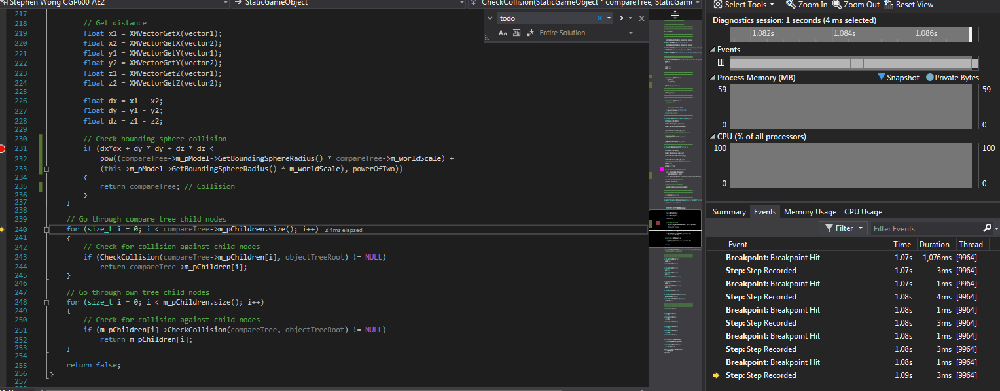 Stephen Wong CGP600 AE2
StaticGameObject
CheckCollision(StaticGameObject * compareTree, StaticGam
todo
Aa Ab Entire Solution
217
218 // Get distance
219 float x1 = XMVectorGetX(vector1);
220 float x2 = XMVectorGetX(vector2);
221 float y1 = XMVectorGetY(vector1);
222 float y2 = XMVectorGetY(vector2);
223 float z1 = XMVectorGetZ(vector1);
224 float z2 = XMVectorGetZ(vector2);
225
226 float dx = x1 - x2;
227 float dy = y1 - y2;
228 float dz = z1 - z2;
229
230 // Check bounding sphere collision
231 if (dx*dx + dy * dy + dz * dz <
232 pow((compareTree->m_pModel->GetBoundingSphereRadius() * compareTree->m_worldScale) +
233 (this->m_pModel->GetBoundingSphereRadius() * m_worldScale), powerOfTwo))
234 {
235 return compareTree; // Collision
236 }
237 }
238
239 // Go through compare tree child nodes
240 for (size_t i = 0; i < compareTree->m_pChildren.size(); i++) ≤ 4ms elapsed
241 {
242 // Check for collision against child nodes
243 if (CheckCollision(compareTree->m_pChildren[i], objectTreeRoot) != NULL)
244 return compareTree->m_pChildren[i];
245 }
246
247 // Go through own tree child nodes
248 for (size_t i = 0; i < m_pChildren.size(); i++)
249 {
250 // Check for collision against child nodes
251 if (m_pChildren[i]->CheckCollision(compareTree, objectTreeRoot) != NULL)
252 return m_pChildren[i];
253 }
254
255 return false;
256 }
257
Select Tools Zoom In Zoom Out Reset View
Diagnostics session: 1 seconds (4 ms selected)
1.082s 1.084s 1.086s
Events
Process Memory (MB) Snapshot Private Bytes
59 59
0 0
CPU (% of all processors)
100 100
0 0
Summary Events Memory Usage CPU Usage
Filter Filter Events
Event Time Duration Thread
Breakpoint: Breakpoint Hit 1.07s 1,076ms [9964]
Step: Step Recorded 1.07s 3ms [9964]
Breakpoint: Breakpoint Hit 1.07s 1ms [9964]
Step: Step Recorded 1.08s 4ms [9964]
Breakpoint: Breakpoint Hit 1.08s 1ms [9964]
Step: Step Recorded 1.08s 3ms [9964]
Breakpoint: Breakpoint Hit 1.08s 1ms [9964]
Step: Step Recorded 1.08s 3ms [9964]
Breakpoint: Breakpoint Hit 1.08s 1ms [9964]
Step: Step Recorded 1.09s 3ms [9964]